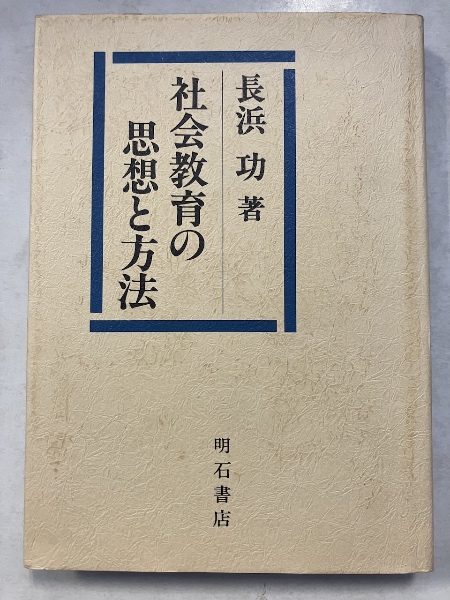 長浜 功 著
社会教育の
思想と方法
明石書店